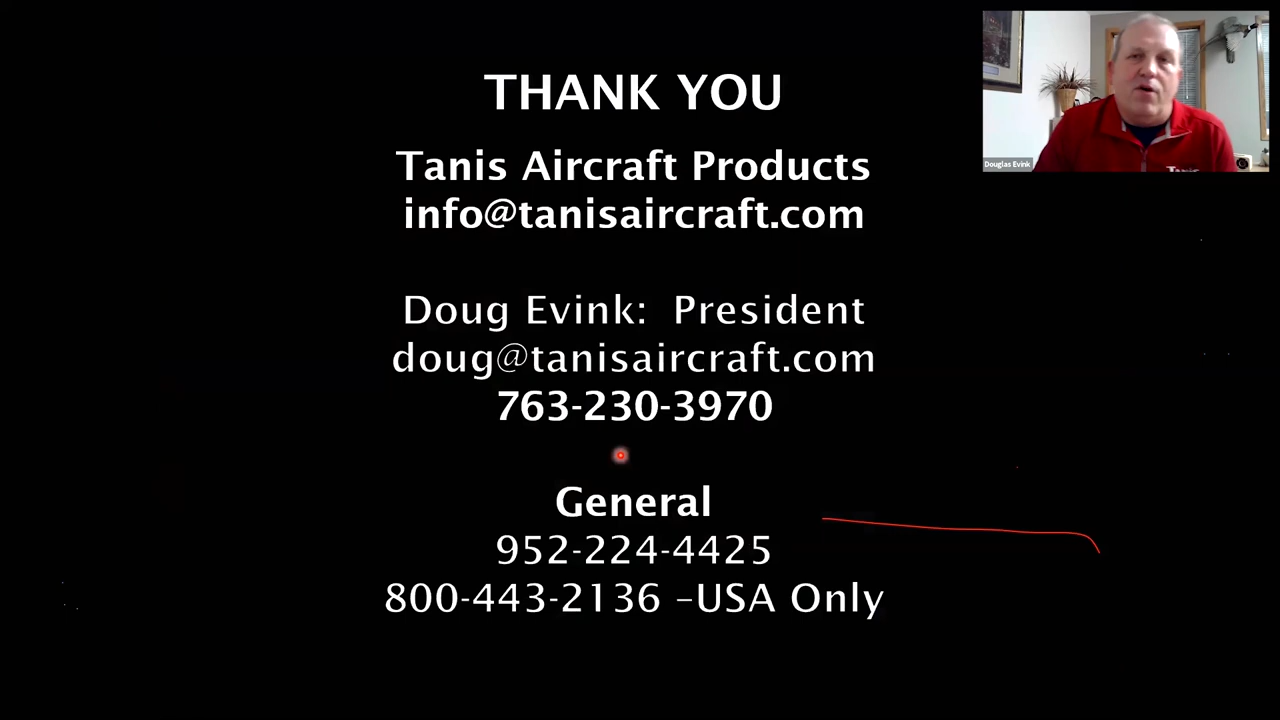 THANK YOU
Tanis Aircraft Products
info@tanisaircraft.com
Doug Evink:  President
doug@tanisaircraft.com
763-230-3970
General
952-224-4425
800-443-2136 –USA Only
Douglas Evink